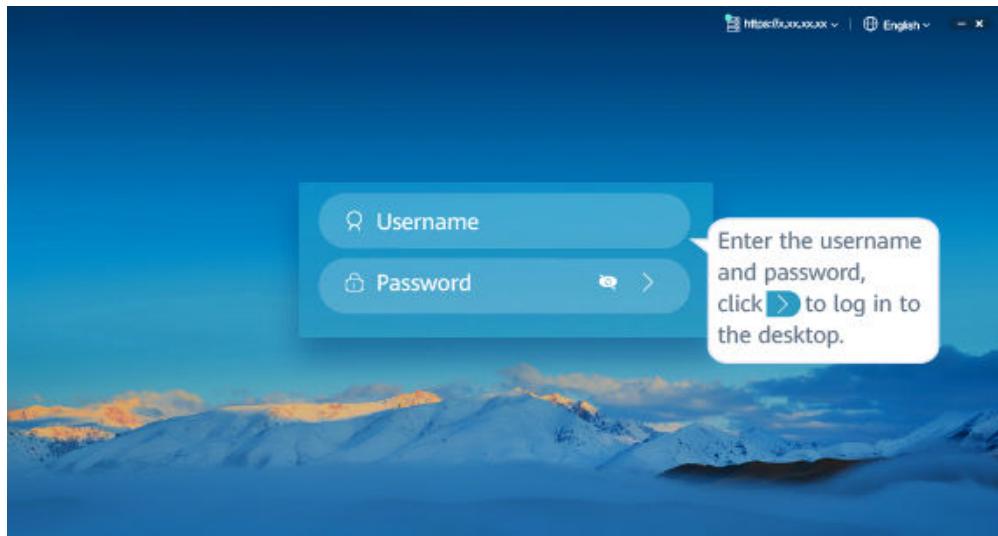 https://x.xx.xx.xx
English
Username
Password
Enter the username
and password,
click > to log in to
the desktop.